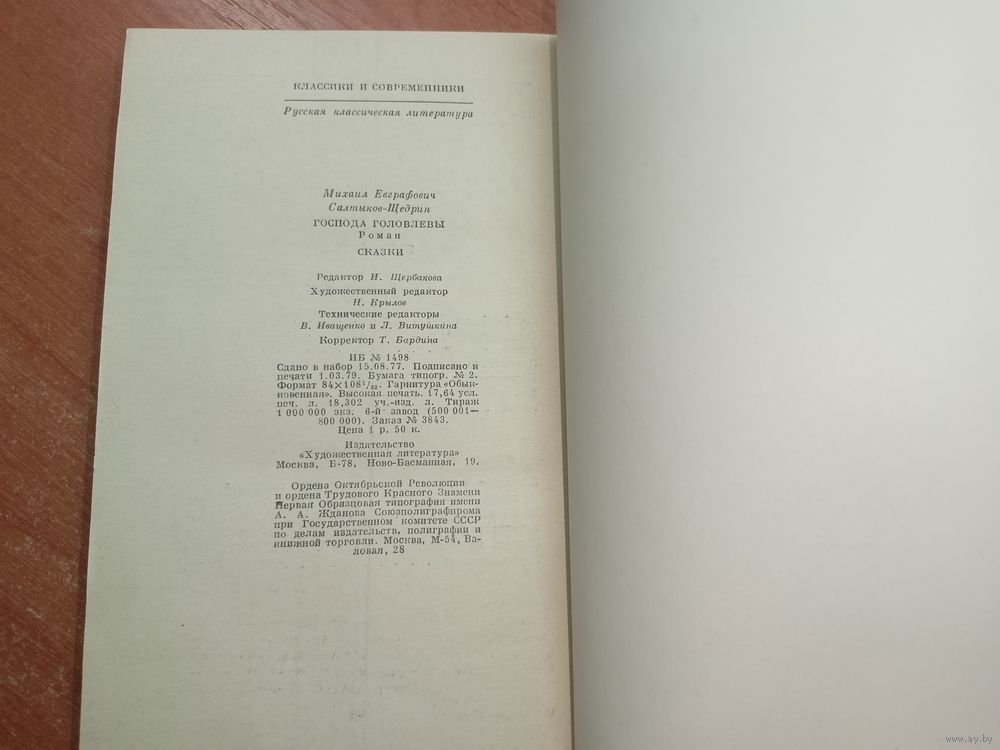 КЛАССИКИ И СОВРЕМЕННИКИ
Русская классическая литература
Михаил Евграфович
Салтыков-Щедрин
ГОСПОДА ГОЛОВЛЕВЫ
Роман
СКАЗКИ
Редактор И. Щербакова
Художественный редактор
Н. Крылов
Технические редакторы
В. Иващенко и Л. Витушкина
Корректор Т. Бардина
ИБ № 1498
Сдано в набор 15.08.77. Подписано к
печати 1.03.79. Бумага типогр. № 2.
Формат 84×108¹/₃₂. Гарнитура «Обык-
новенная». Высокая печать. 17,64 усл.
печ. л. 18,302 уч.-изд. л. Тираж
1 000 000 экз. 6-й завод (500 001—
800 000). Заказ № 3843.
Цена 1 р. 50 к.
Издательство
«Художественная литература»
Москва, Б-78, Ново-Басманная, 19.
Ордена Октябрьской Революции
и ордена Трудового Красного Знамени
Первая Образцовая типография имени
А. А. Жданова Союзполиграфпрома
при Государственном комитете СССР
по делам издательств, полиграфии и
книжной торговли. Москва, М-54, Ва-
ловая, 28
www.ay.by